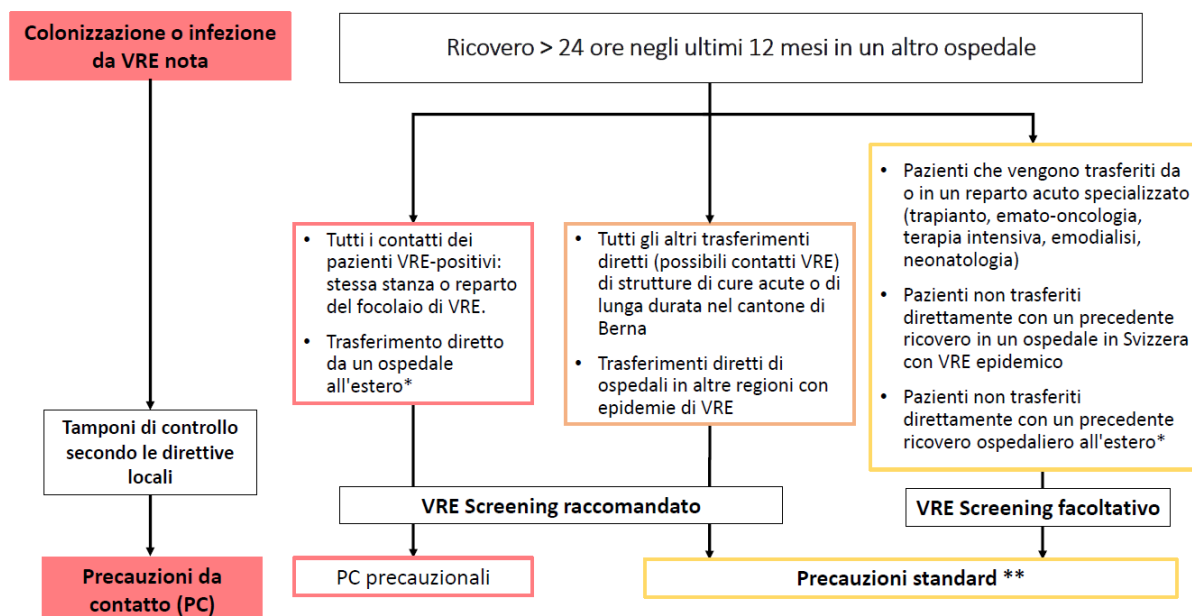 Colonizzazione o infezione
da VRE nota
Ricovero > 24 ore negli ultimi 12 mesi in un altro ospedale
• Tutti i contatti dei
pazienti VRE-positivi:
stessa stanza o reparto
del focolaio di VRE.
• Trasferimento diretto
da un ospedale
all'estero*
• Tutti gli altri trasferimenti
diretti (possibili contatti VRE)
di strutture di cure acute o di
lunga durata nel cantone di
Berna
• Trasferimenti diretti di
ospedali in altre regioni con
epidemie di VRE
• Pazienti che vengono trasferiti da
o in un reparto acuto specializzato
(trapianto, emato-oncologia,
terapia intensiva, emodialisi,
neonatologia)
• Pazienti non trasferiti
direttamente con un precedente
ricovero in un ospedale in Svizzera
con VRE epidemico
• Pazienti non trasferiti
direttamente con un precedente
ricovero ospedaliero all'estero*
Tamponi di controllo
secondo le direttive
locali
VRE Screening raccomandato
VRE Screening facoltativo
Precauzioni da
contatto (PC)
PC precauzionali
Precauzioni standard **